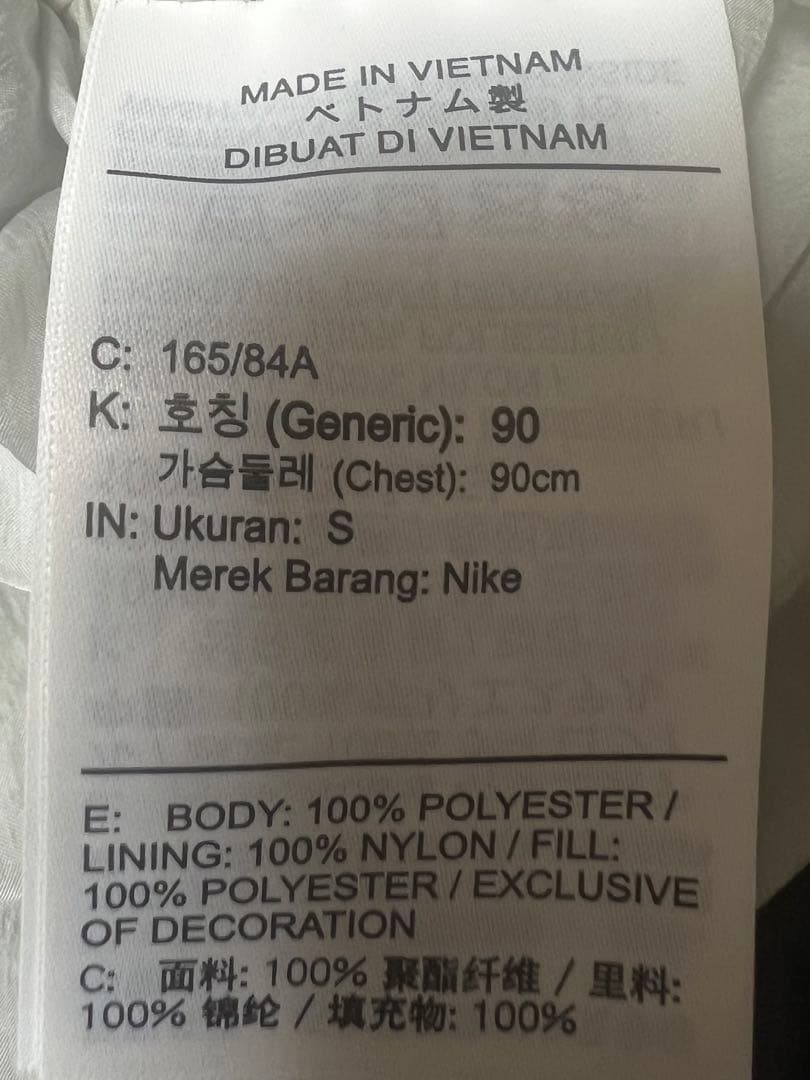 MADE IN VIETNAM
ベトナム製
DIBUAT DI VIETNAM
C: 165/84A
K: 호칭 (Generic): 90
가슴둘레 (Chest): 90cm
IN: Ukuran: S
Merek Barang: Nike
E: BODY: 100% POLYESTER /
LINING: 100% NYLON / FILL:
100% POLYESTER / EXCLUSIVE
OF DECORATION
C: 面料: 100% 聚酯纤维 / 里料:
100% 锦纶 / 填充物: 100%